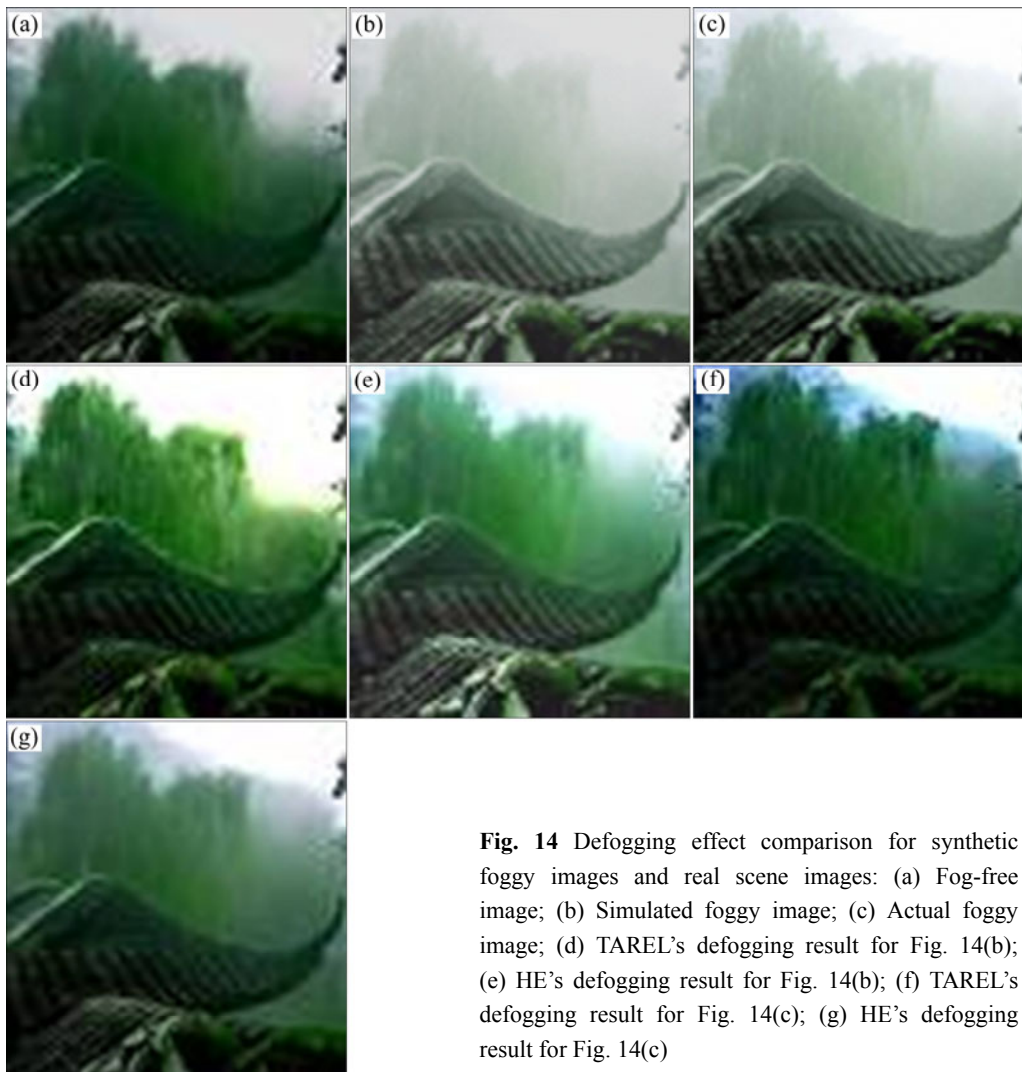 (a) (b) (c)
(d) (e) (f)
(g)
Fig. 14 Defogging effect comparison for synthetic
foggy images and real scene images: (a) Fog-free
image; (b) Simulated foggy image; (c) Actual foggy
image; (d) TAREL’s defogging result for Fig. 14(b);
(e) HE’s defogging result for Fig. 14(b); (f) TAREL’s
defogging result for Fig. 14(c); (g) HE’s defogging
result for Fig. 14(c)